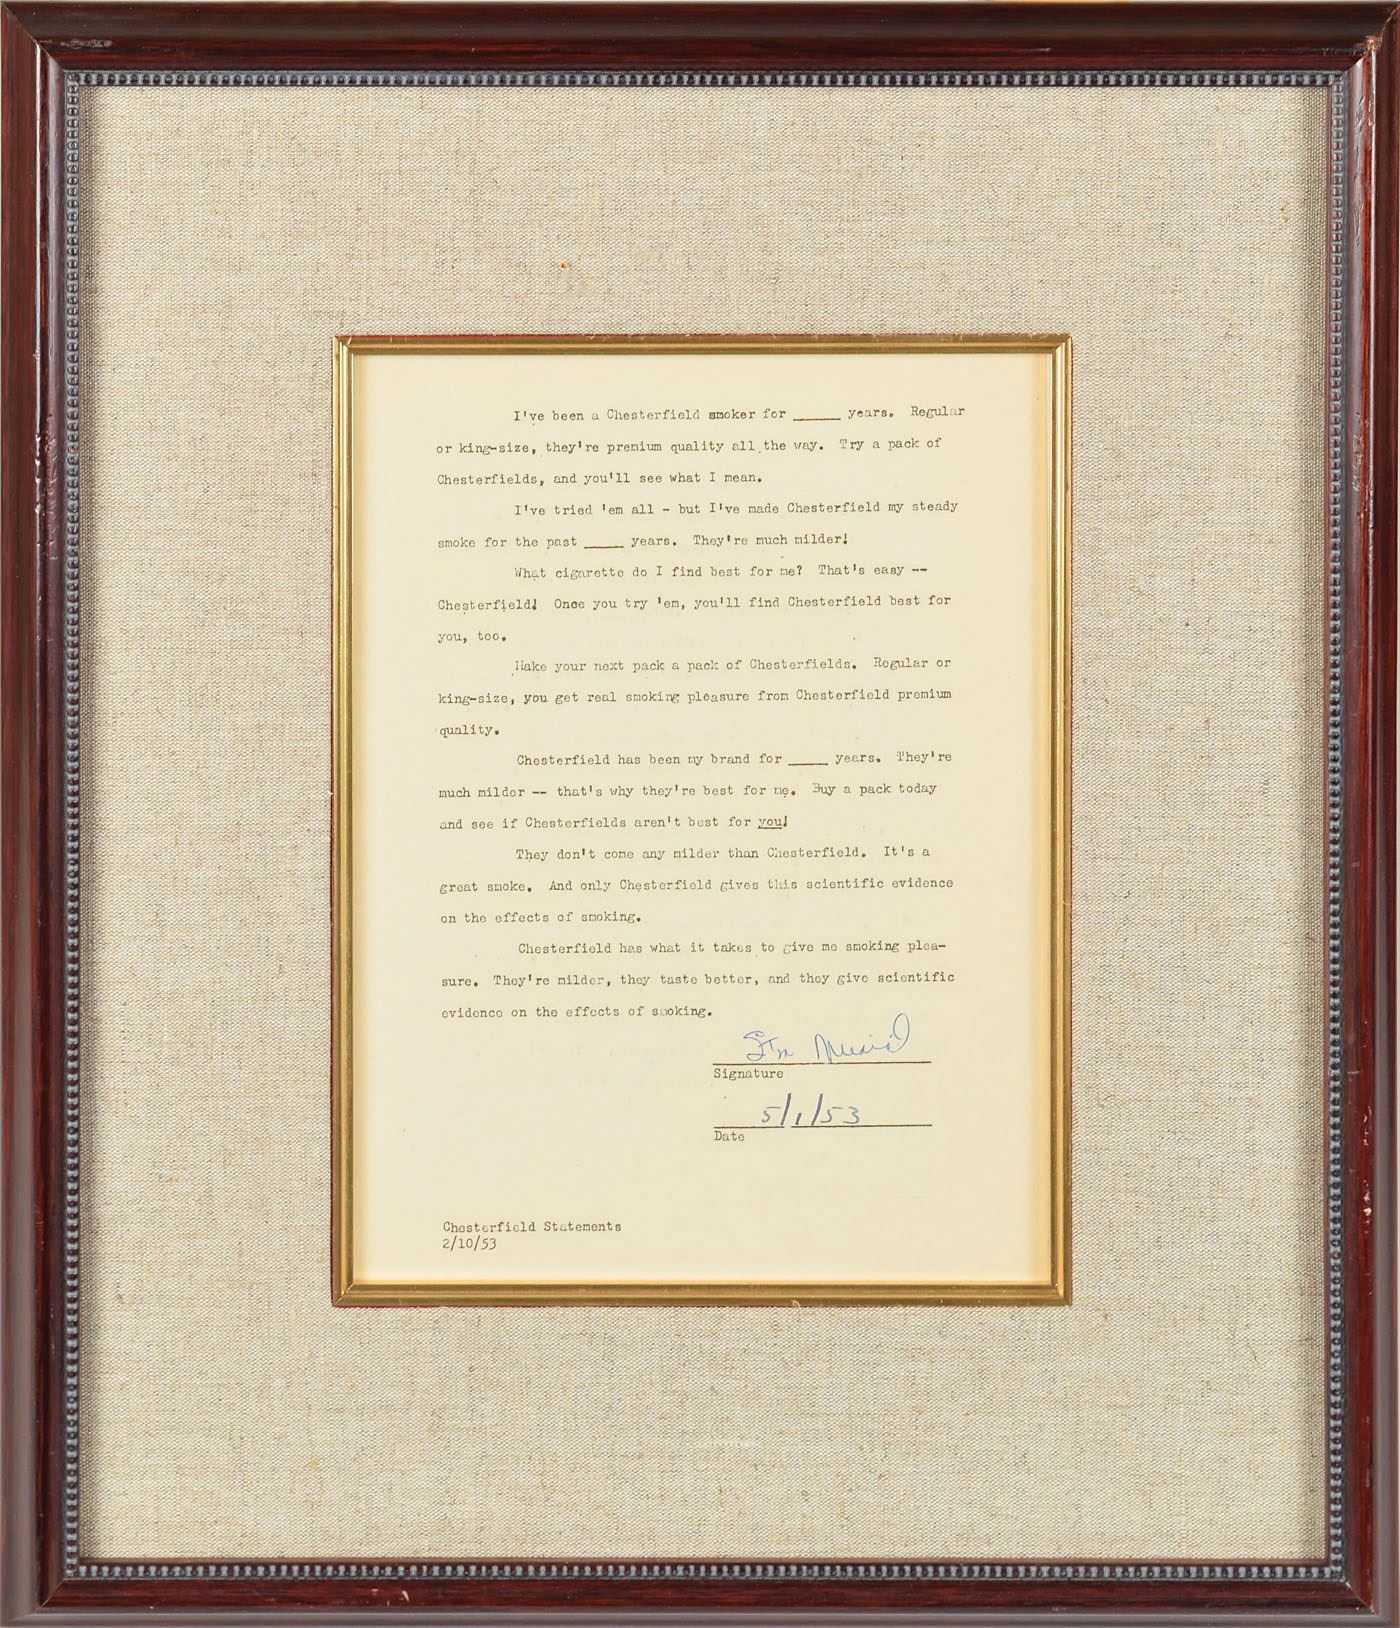 I've been a Chesterfield smoker for _____ years. Regular
or king-size, they're premium quality all the way. Try a pack of
Chesterfields, and you'll see what I mean.
I've tried 'em all - but I've made Chesterfield my steady
smoke for the past ____ years. They're much milder!
What cigarette do I find best for me? That's easy --
Chesterfield! Once you try 'em, you'll find Chesterfield best for
you, too.
Make your next pack a pack of Chesterfields. Regular or
king-size, you get real smoking pleasure from Chesterfield premium
quality.
Chesterfield has been my brand for ____ years. They're
much milder -- that's why they're best for me. Buy a pack today
and see if Chesterfields aren't best for you!
They don't come any milder than Chesterfield. It's a
great smoke. And only Chesterfield gives this scientific evidence
on the effects of smoking.
Chesterfield has what it takes to give me smoking plea-
sure. They're milder, they taste better, and they give scientific
evidence on the effects of smoking.
Stan Musial
Signature
5/1/53
Date
Chesterfield Statements
2/10/53